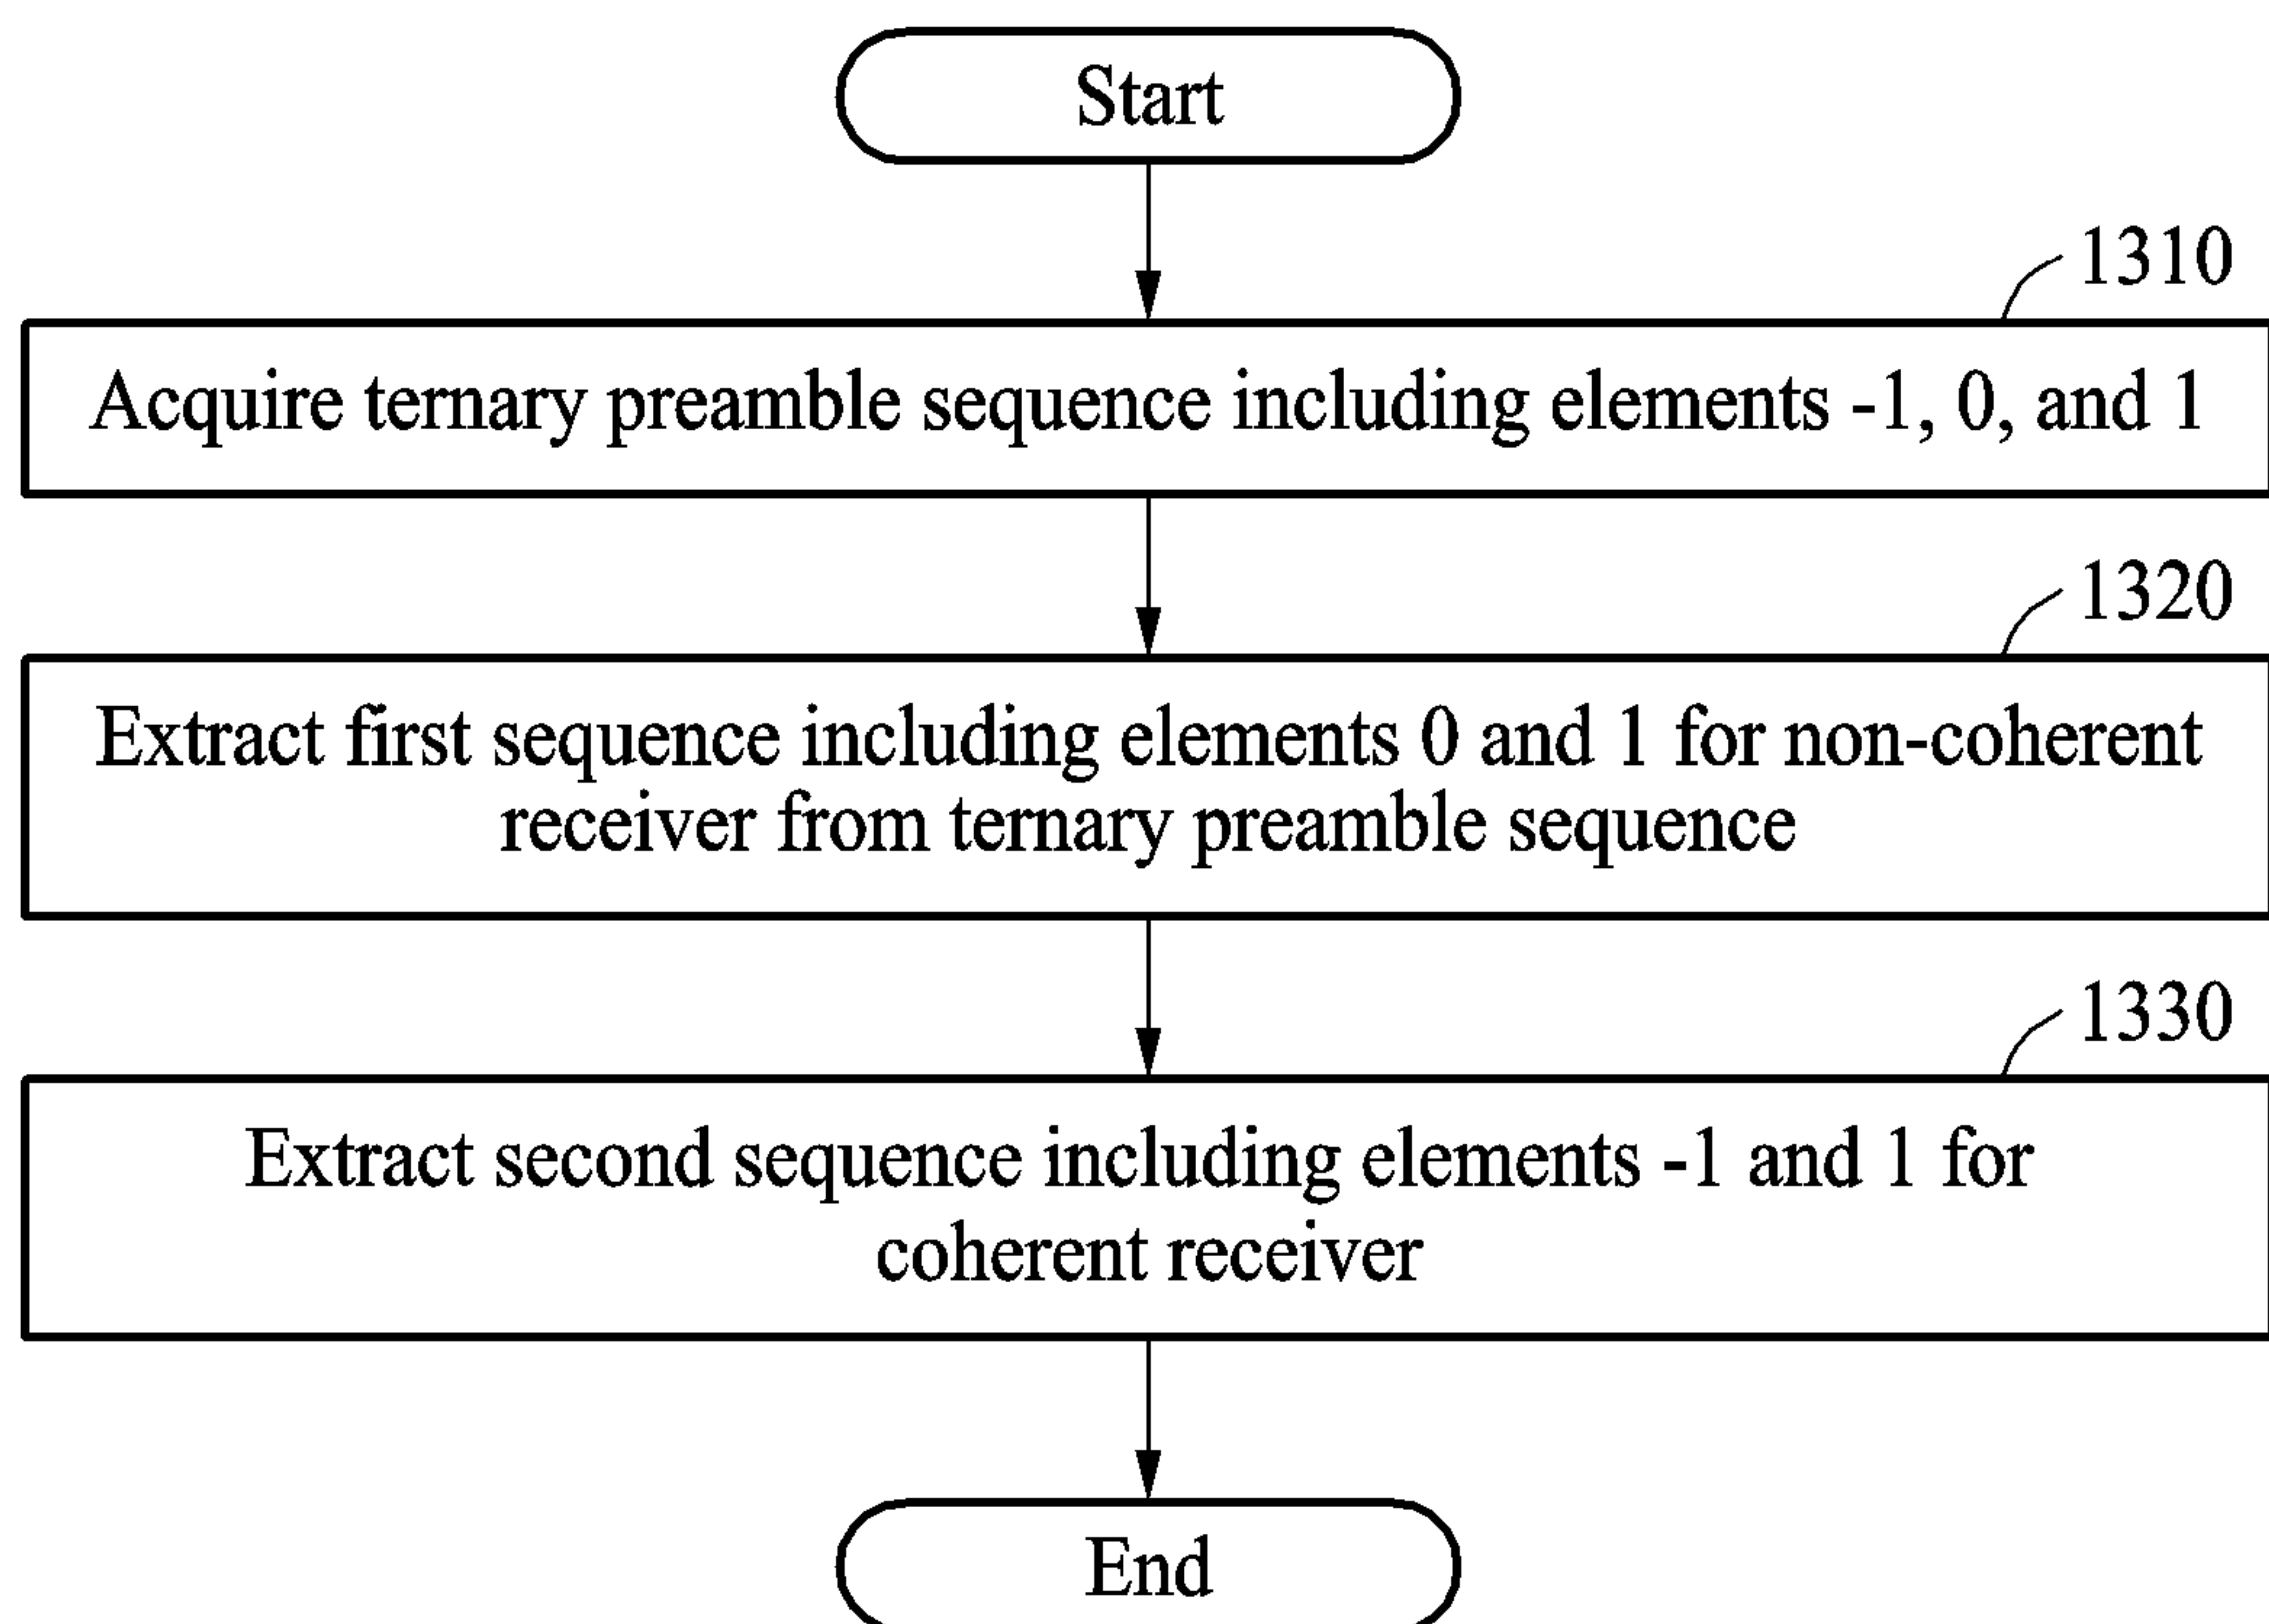 Start
1310
Acquire ternary preamble sequence including elements -1, 0, and 1
1320
Extract first sequence including elements 0 and 1 for non-coherent
receiver from ternary preamble sequence
1330
Extract second sequence including elements -1 and 1 for
coherent receiver
End